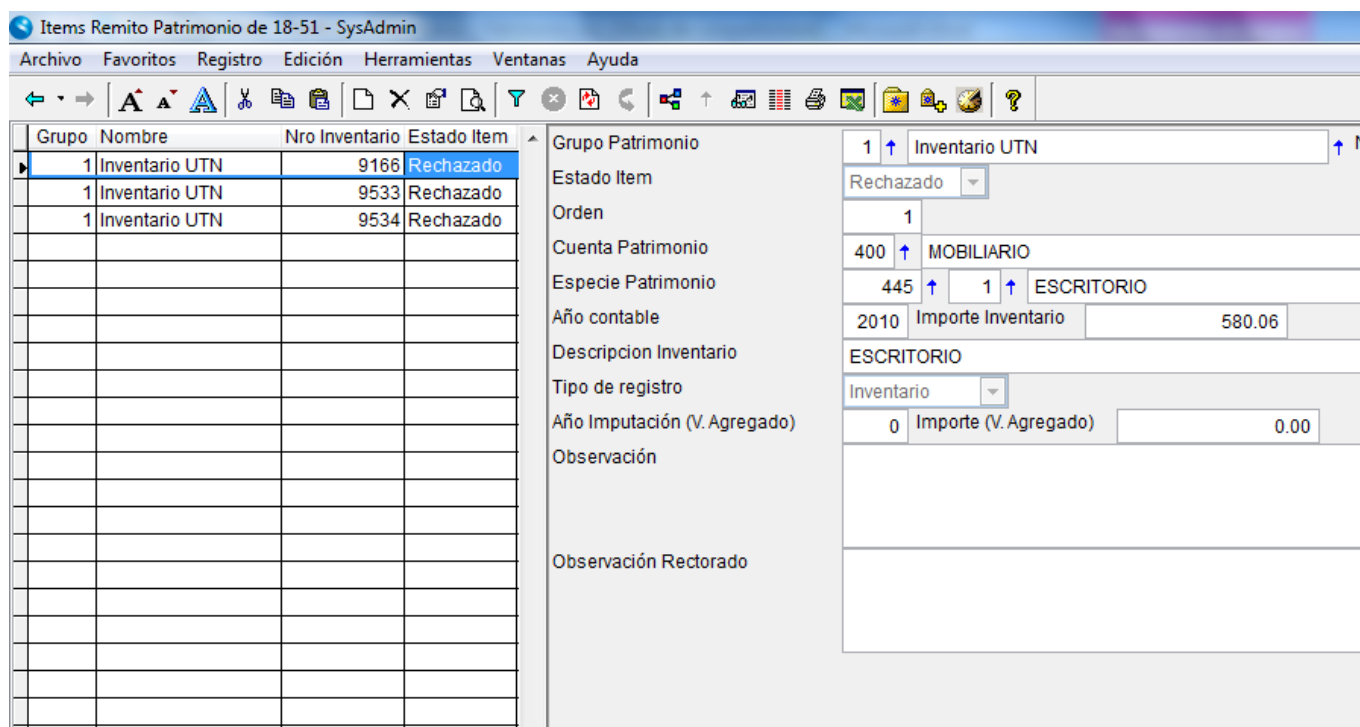 Items Remito Patrimonio de 18-51 - SysAdmin
Archivo Favoritos Registro Edición Herramientas Ventanas Ayuda
Grupo Nombre Nro Inventario Estado Item
1 Inventario UTN 9166 Rechazado
1 Inventario UTN 9533 Rechazado
1 Inventario UTN 9534 Rechazado
Grupo Patrimonio 1 Inventario UTN
Estado Item Rechazado
Orden 1
Cuenta Patrimonio 400 MOBILIARIO
Especie Patrimonio 445 1 ESCRITORIO
Año contable 2010 Importe Inventario 580.06
Descripcion Inventario ESCRITORIO
Tipo de registro Inventario
Año Imputación (V. Agregado) 0 Importe (V. Agregado) 0.00
Observación
Observación Rectorado